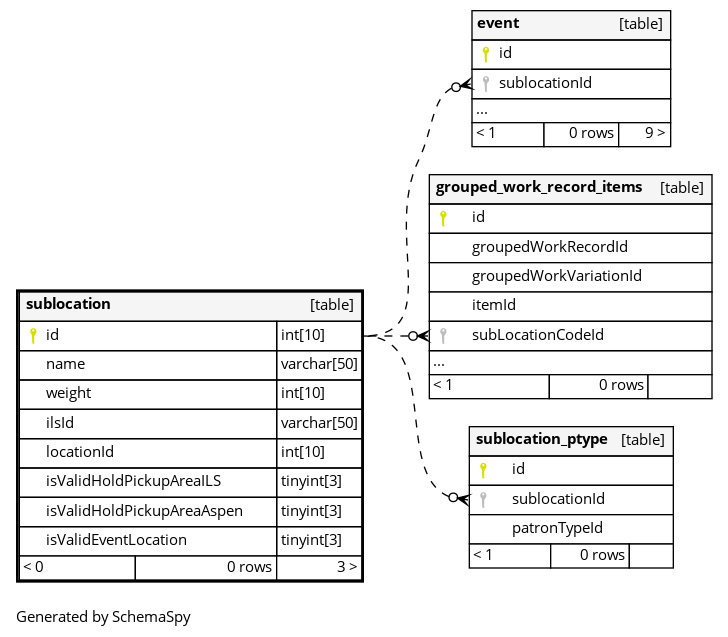 event [table]
id
sublocationId
...
< 1 0 rows 9 >
grouped_work_record_items [table]
id
groupedWorkRecordId
groupedWorkVariationId
itemId
subLocationCodeId
...
< 1 0 rows
sublocation [table]
id int[10]
name varchar[50]
weight int[10]
ilsId varchar[50]
locationId int[10]
isValidHoldPickupAreaILS tinyint[3]
isValidHoldPickupAreaAspen tinyint[3]
isValidEventLocation tinyint[3]
< 0 0 rows 3 >
sublocation_ptype [table]
id
sublocationId
patronTypeId
< 1 0 rows
Generated by SchemaSpy